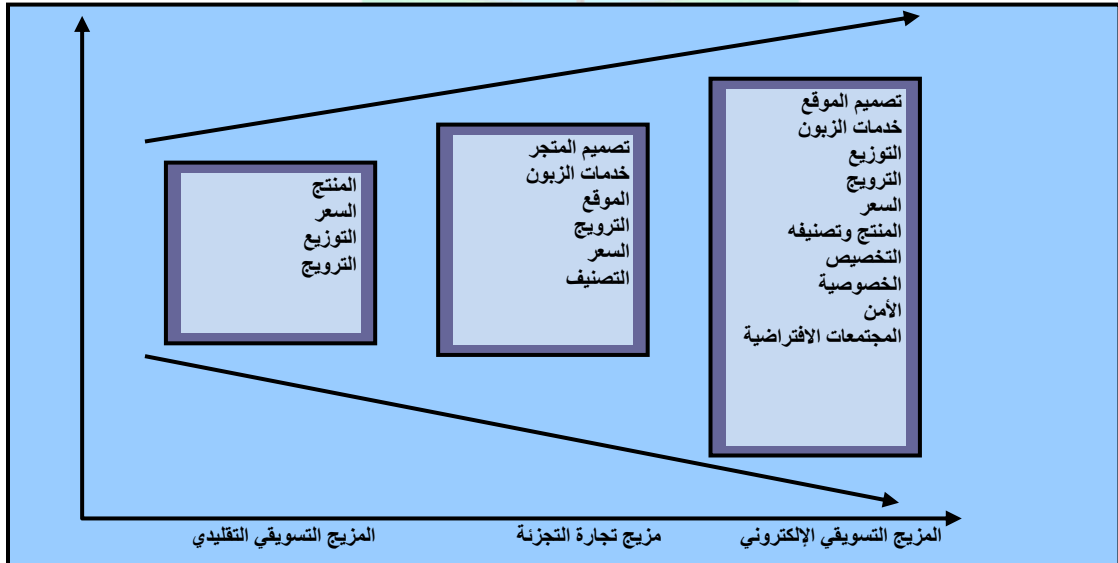 المنتج
السعر
التوزيع
الترويج
تصميم المتجر
خدمات الزبون
الموقع
الترويج
السعر
التصنيف
تصميم الموقع
خدمات الزبون
التوزيع
الترويج
السعر
المنتج وتصنيفه
التخصيص
الخصوصية
الأمن
المجتمعات الافتراضية
المزيج التسويقي التقليدي
مزيج تجارة التجزئة
المزيج التسويقي الإلكتروني